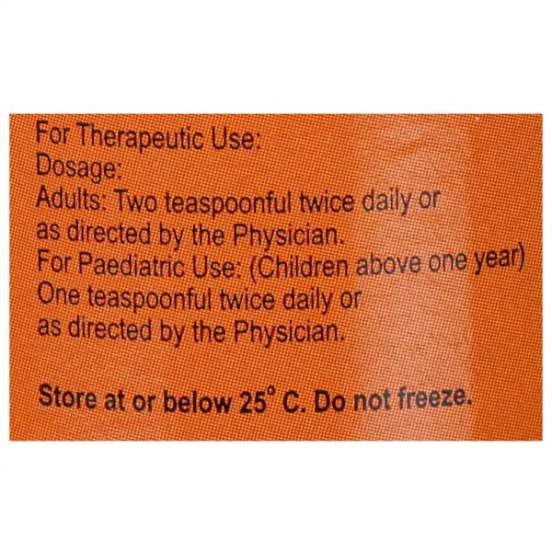 For Therapeutic Use:
Dosage:
Adults: Two teaspoonful twice daily or
as directed by the Physician.
For Paediatric Use: (Children above one year)
One teaspoonful twice daily or
as directed by the Physician.
Store at or below 25° C. Do not freeze.